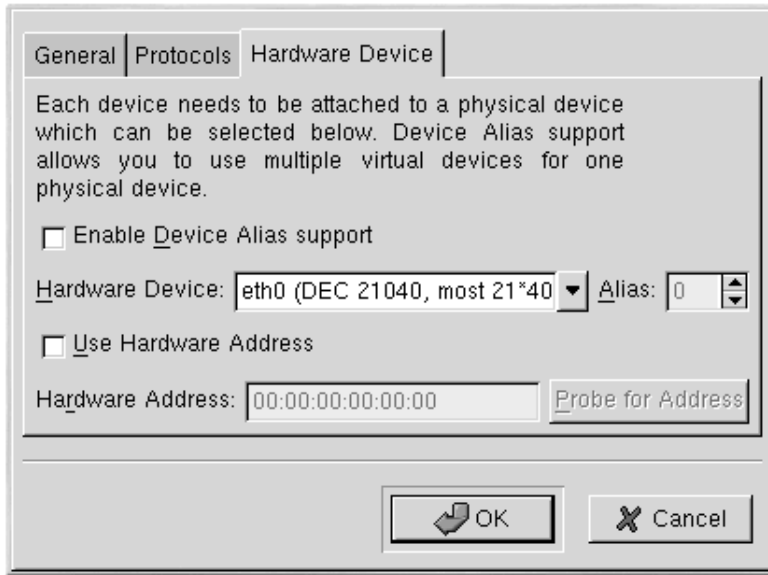 General Protocols Hardware Device
Each device needs to be attached to a physical device
which can be selected below. Device Alias support
allows you to use multiple virtual devices for one
physical device.
Enable Device Alias support
Hardware Device: eth0 (DEC 21040, most 21*40 Alias: 0
Use Hardware Address
Hardware Address: 00:00:00:00:00:00 Probe for Address
OK Cancel